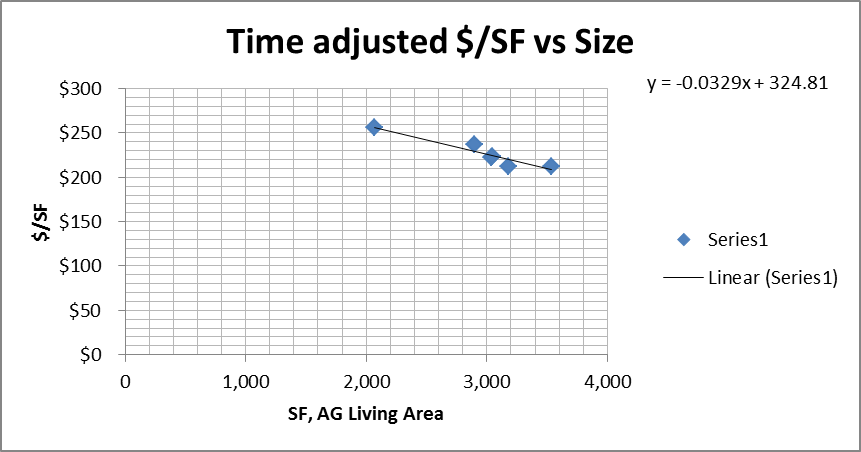 Time adjusted $/SF vs Size
y = -0.0329x + 324.81
$300
$250
$200
$150
$100
$50
$0
$/SF
0 1,000 2,000 3,000 4,000
SF, AG Living Area
Series1
Linear (Series1)